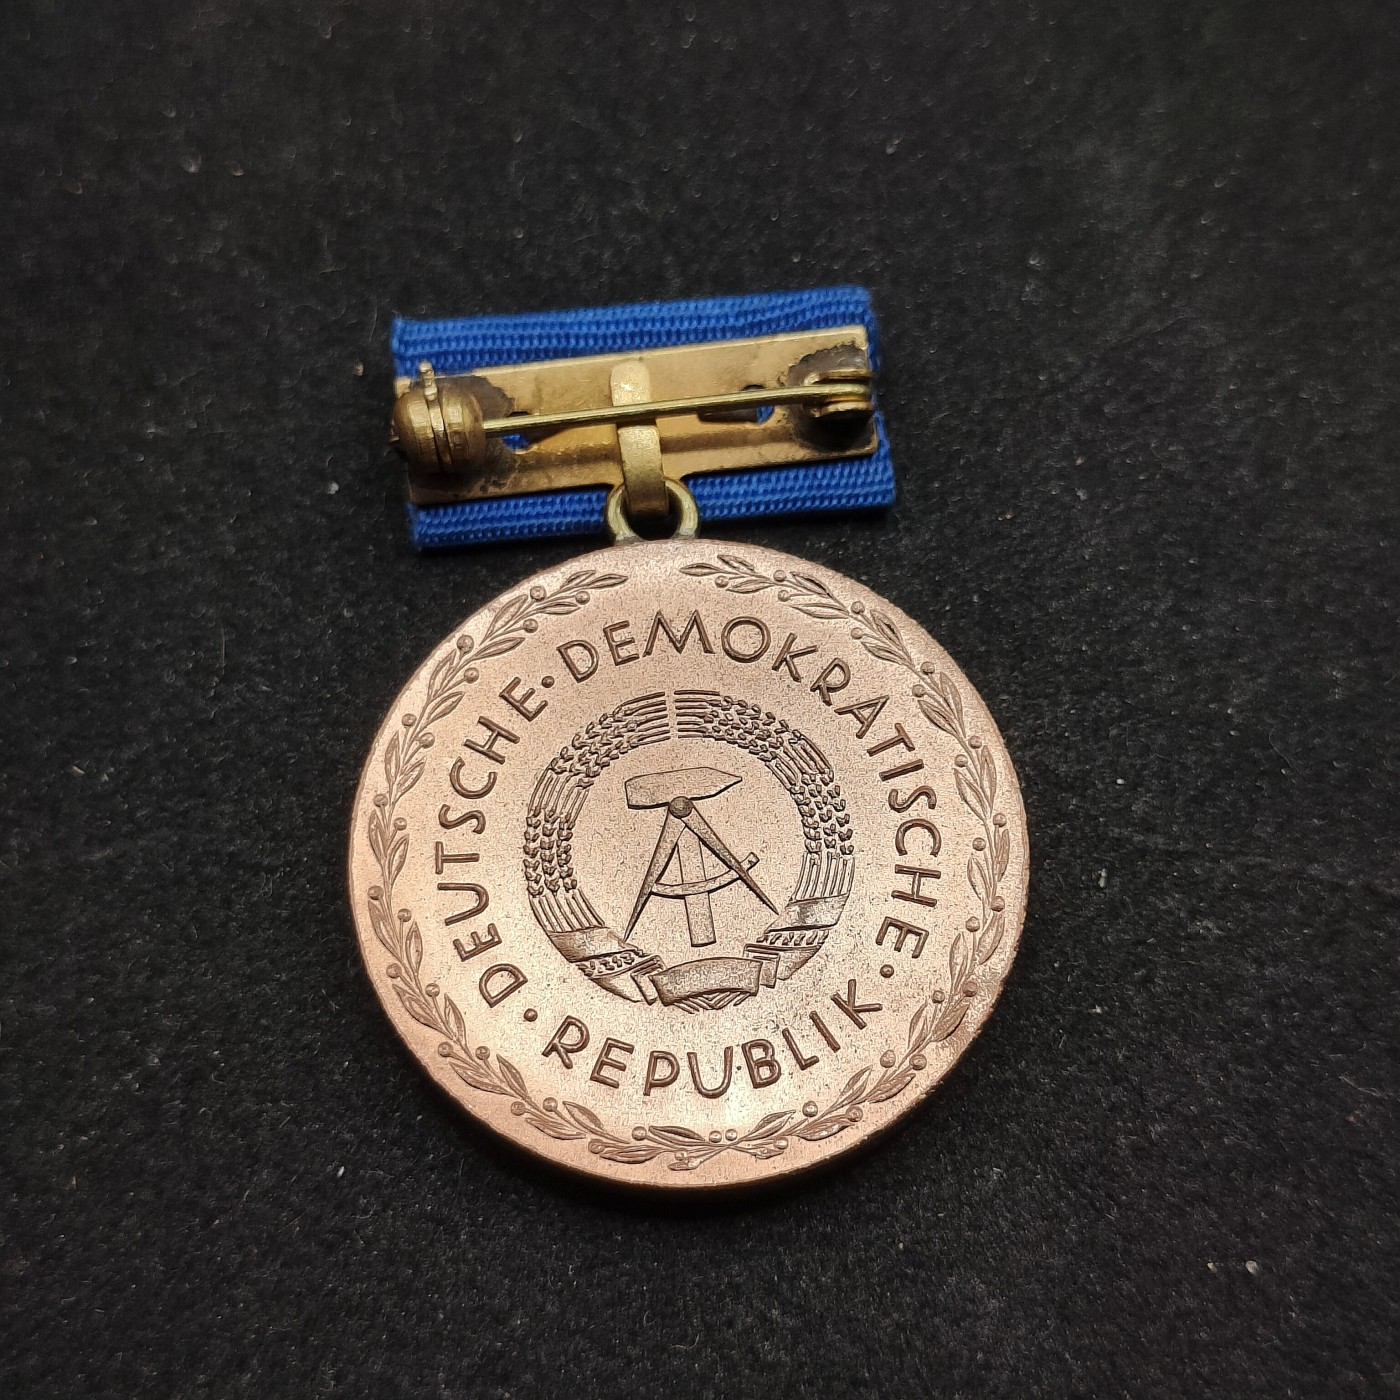 DEUTSCHE · DEMOKRATISCHE · REPUBLIK ·